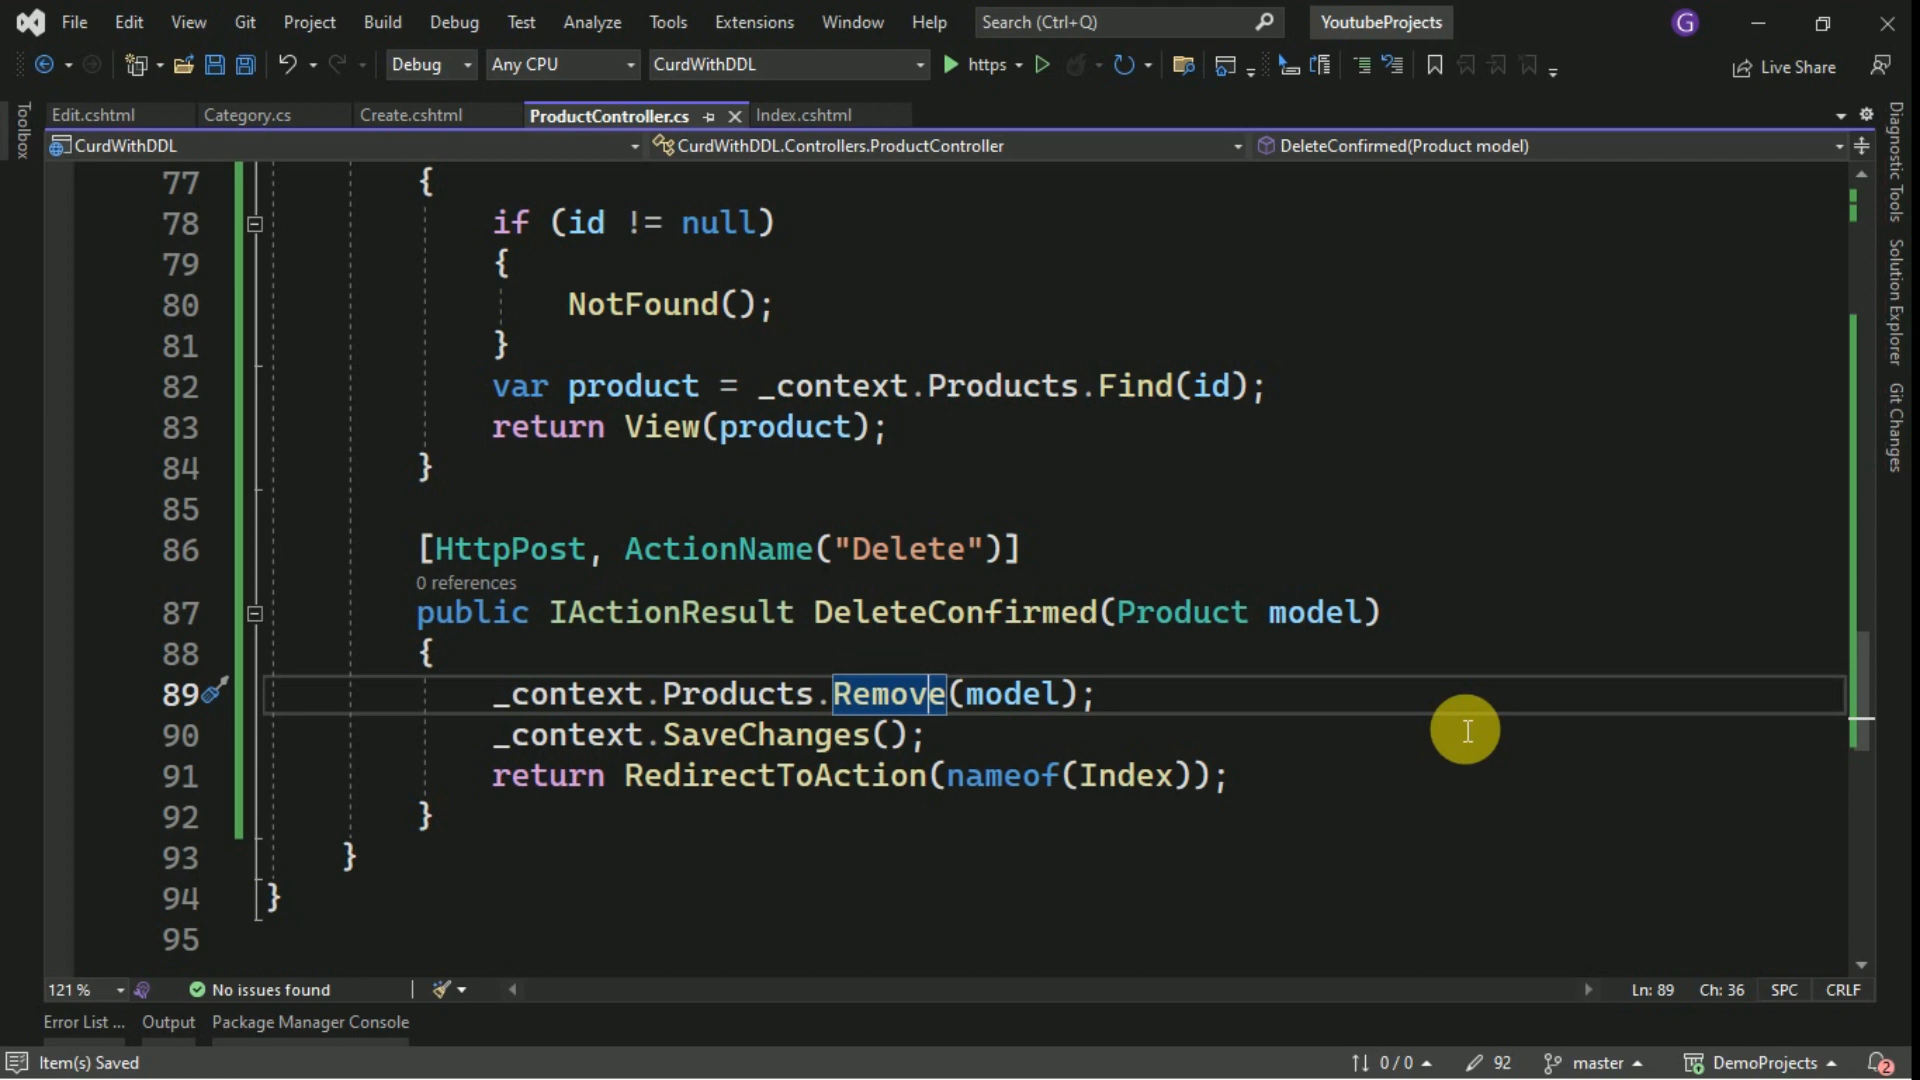 File Edit View Git Project Build Debug Test Analyze Tools Extensions Window Help Search (Ctrl+Q) YoutubeProjects G
Debug Any CPU CurdWithDDL https Live Share
Toolbox
Edit.cshtml Category.cs Create.cshtml ProductController.cs Index.cshtml
CurdWithDDL CurdWithDDL.Controllers.ProductController DeleteConfirmed(Product model)
77 {
78 if (id != null)
79 {
80 NotFound();
81 }
82 var product = _context.Products.Find(id);
83 return View(product);
84 }
85
86 [HttpPost, ActionName("Delete")]
0 references
87 public IActionResult DeleteConfirmed(Product model)
88 {
89 _context.Products.Remove(model);
90 _context.SaveChanges();
91 return RedirectToAction(nameof(Index));
92 }
93 }
94 }
95
Diagnostic Tools
Solution Explorer
Git Changes
121 % No issues found Ln: 89 Ch: 36 SPC CRLF
Error List ... Output Package Manager Console
Item(s) Saved 0 / 0 92 master DemoProjects 2